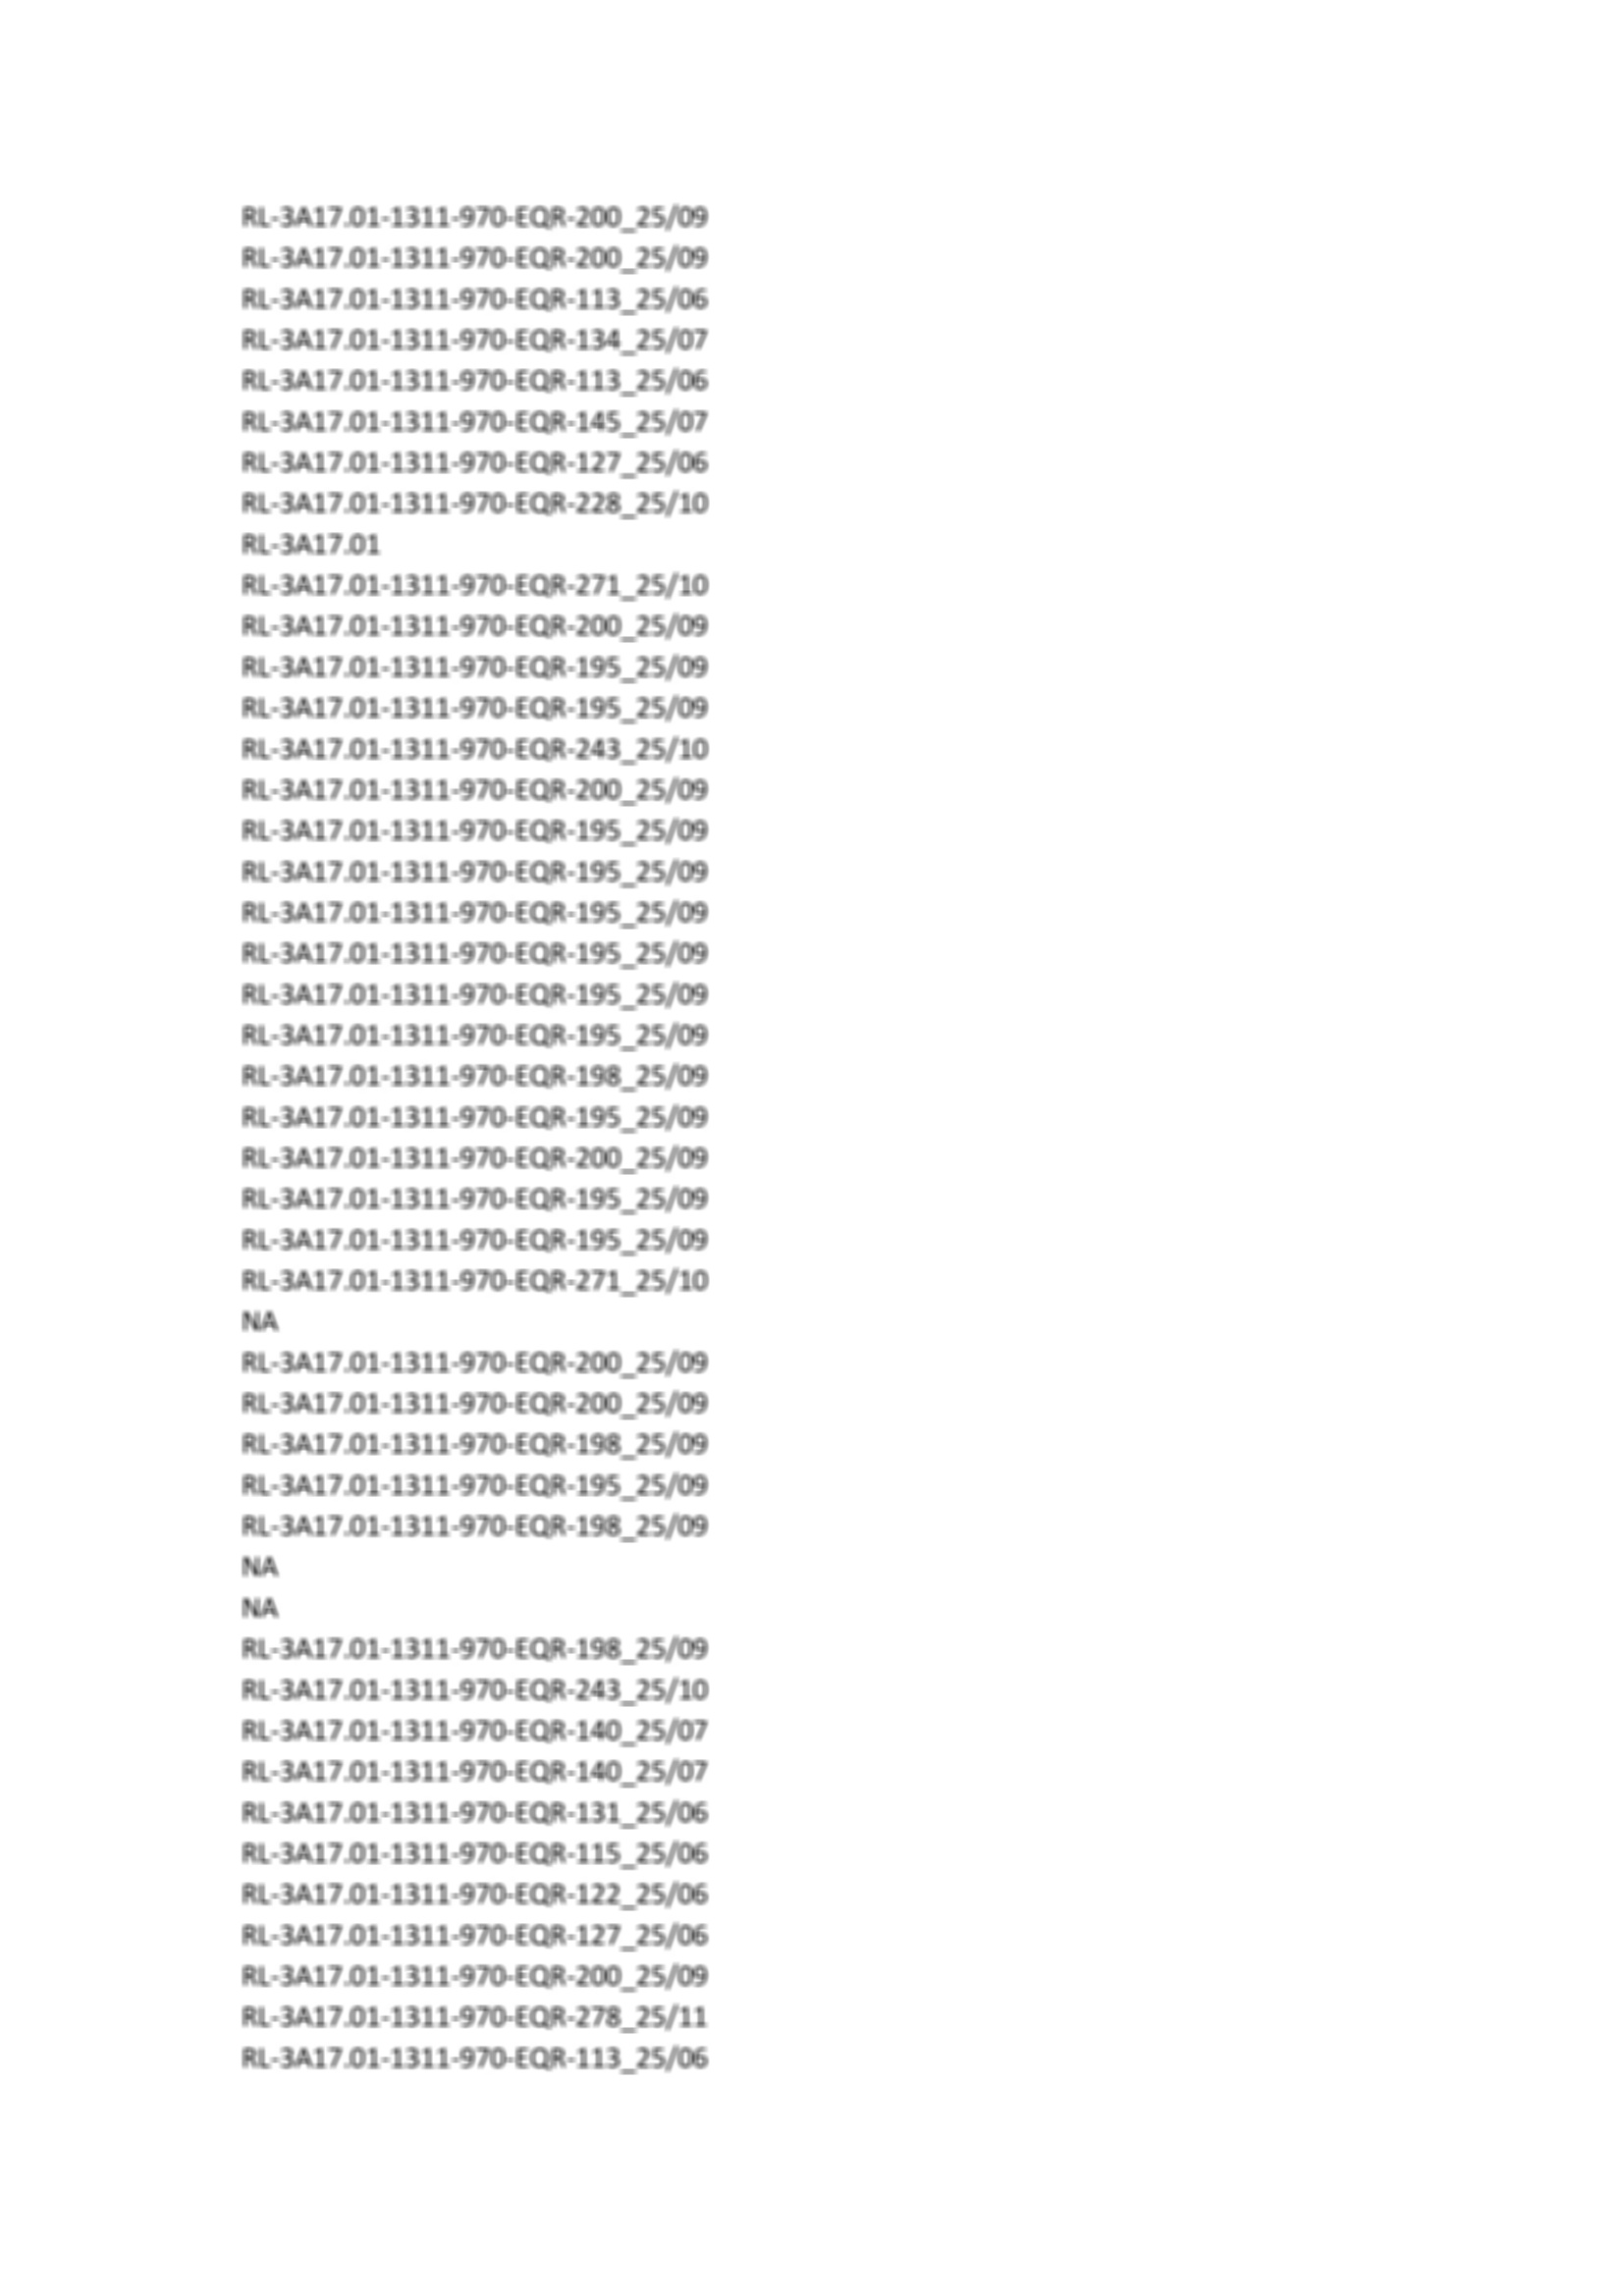 RL-3A17.01-1311-970-EQR-200_25/09
RL-3A17.01-1311-970-EQR-200_25/09
RL-3A17.01-1311-970-EQR-113_25/06
RL-3A17.01-1311-970-EQR-134_25/07
RL-3A17.01-1311-970-EQR-113_25/06
RL-3A17.01-1311-970-EQR-145_25/07
RL-3A17.01-1311-970-EQR-127_25/06
RL-3A17.01-1311-970-EQR-228_25/10
RL-3A17.01
RL-3A17.01-1311-970-EQR-271_25/10
RL-3A17.01-1311-970-EQR-200_25/09
RL-3A17.01-1311-970-EQR-195_25/09
RL-3A17.01-1311-970-EQR-195_25/09
RL-3A17.01-1311-970-EQR-243_25/10
RL-3A17.01-1311-970-EQR-200_25/09
RL-3A17.01-1311-970-EQR-195_25/09
RL-3A17.01-1311-970-EQR-195_25/09
RL-3A17.01-1311-970-EQR-195_25/09
RL-3A17.01-1311-970-EQR-195_25/09
RL-3A17.01-1311-970-EQR-195_25/09
RL-3A17.01-1311-970-EQR-195_25/09
RL-3A17.01-1311-970-EQR-198_25/09
RL-3A17.01-1311-970-EQR-195_25/09
RL-3A17.01-1311-970-EQR-200_25/09
RL-3A17.01-1311-970-EQR-195_25/09
RL-3A17.01-1311-970-EQR-195_25/09
RL-3A17.01-1311-970-EQR-271_25/10
NA
RL-3A17.01-1311-970-EQR-200_25/09
RL-3A17.01-1311-970-EQR-200_25/09
RL-3A17.01-1311-970-EQR-198_25/09
RL-3A17.01-1311-970-EQR-195_25/09
RL-3A17.01-1311-970-EQR-198_25/09
NA
NA
RL-3A17.01-1311-970-EQR-198_25/09
RL-3A17.01-1311-970-EQR-243_25/10
RL-3A17.01-1311-970-EQR-140_25/07
RL-3A17.01-1311-970-EQR-140_25/07
RL-3A17.01-1311-970-EQR-131_25/06
RL-3A17.01-1311-970-EQR-115_25/06
RL-3A17.01-1311-970-EQR-122_25/06
RL-3A17.01-1311-970-EQR-127_25/06
RL-3A17.01-1311-970-EQR-200_25/09
RL-3A17.01-1311-970-EQR-278_25/11
RL-3A17.01-1311-970-EQR-113_25/06